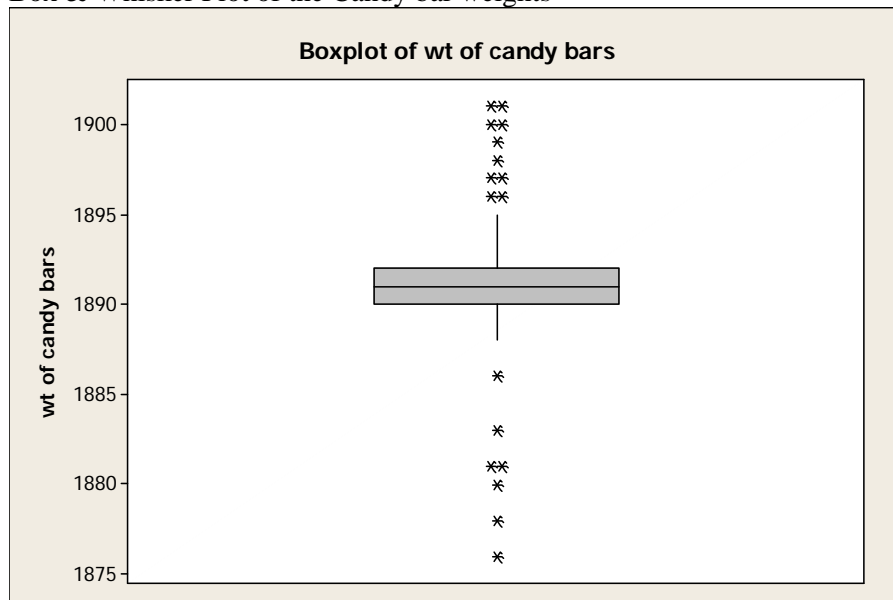 Box & Whisher Plot of the Candy bar weights
Boxplot of wt of candy bars
1900
1895
1890
1885
1880
1875
wt of candy bars